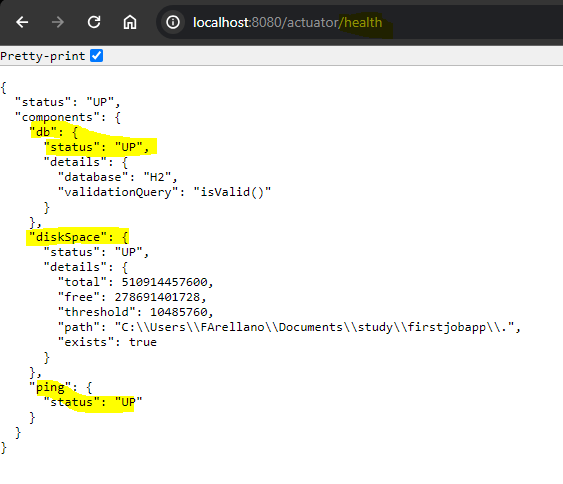 localhost:8080/actuator/health
Pretty-print
{
  "status": "UP",
  "components": {
    "db": {
      "status": "UP",
      "details": {
        "database": "H2",
        "validationQuery": "isValid()"
      }
    },
    "diskSpace": {
      "status": "UP",
      "details": {
        "total": 510914457600,
        "free": 278691401728,
        "threshold": 10485760,
        "path": "C:\\Users\\FArellano\\Documents\\study\\firstjobapp\\.",
        "exists": true
      }
    },
    "ping": {
      "status": "UP"
    }
  }
}